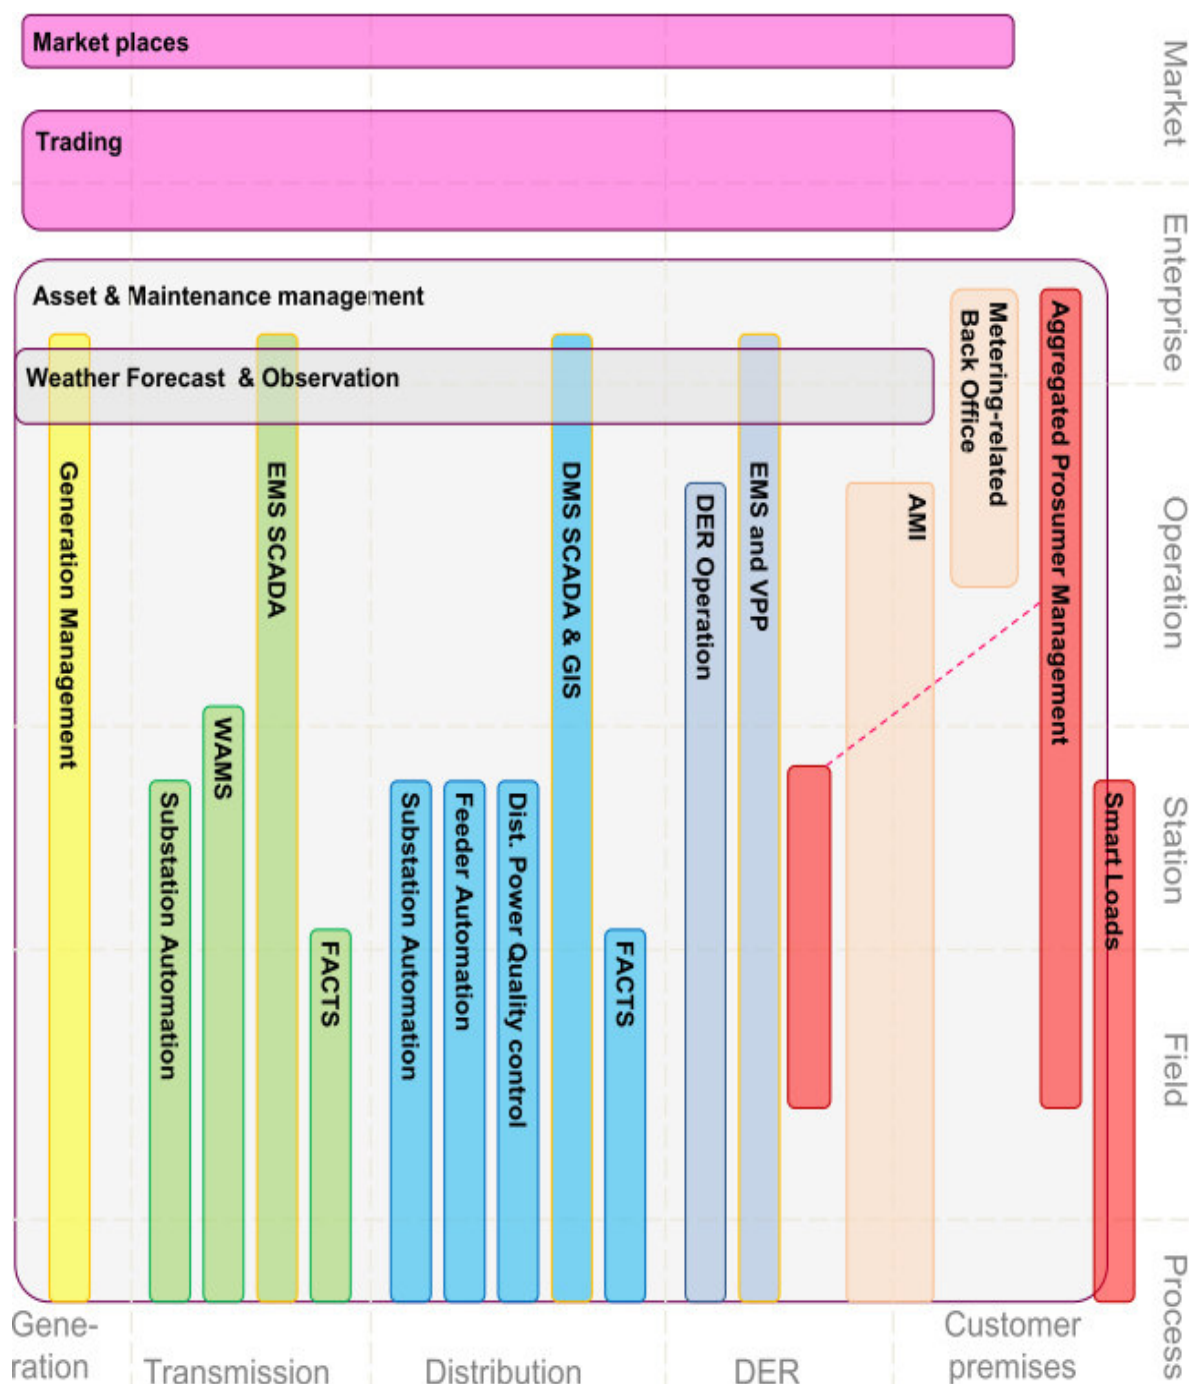 Market places
Trading
Asset & Maintenance management
Weather Forecast & Observation
Generation Management
Substation Automation
WAMS
EMS SCADA
FACTS
Substation Automation
Feeder Automation
Dist. Power Quality control
DMS SCADA & GIS
FACTS
DER Operation
EMS and VPP
AMI
Metering-related
Back Office
Aggregated Prosumer Management
Smart Loads
Market
Enterprise
Operation
Station
Field
Process
Gene-
ration
Transmission
Distribution
DER
Customer
premises